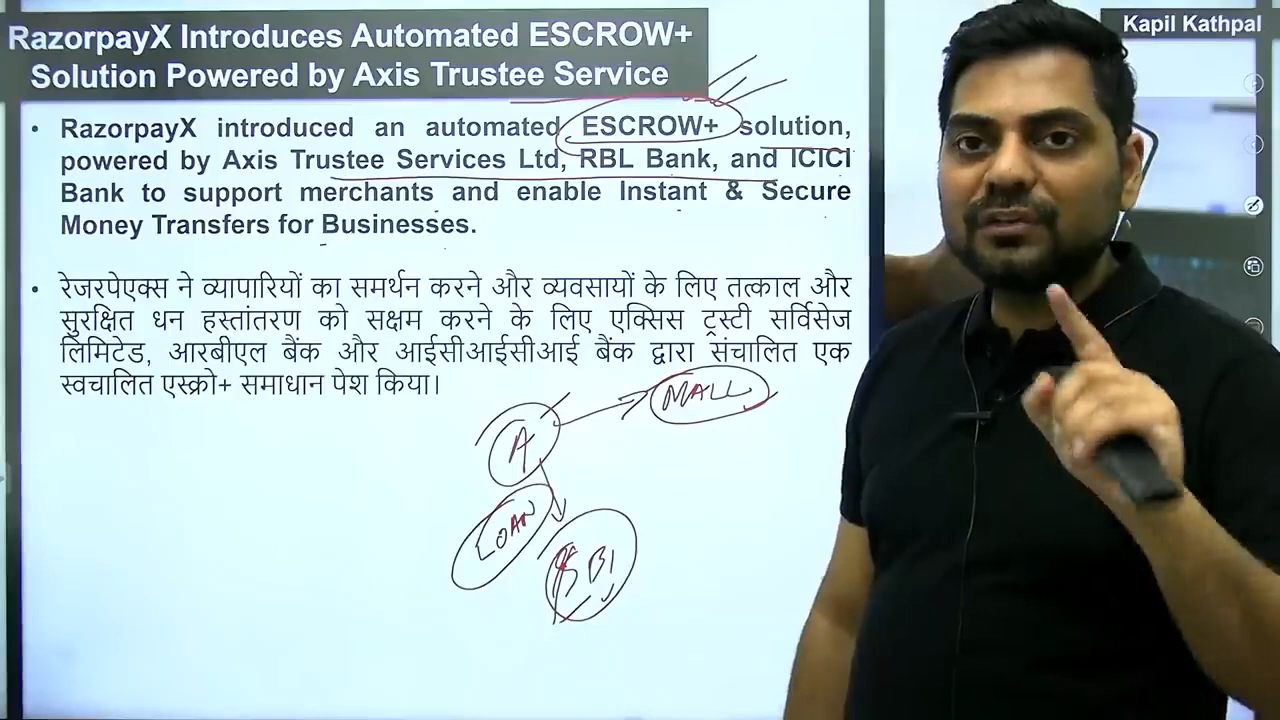 RazorpayX Introduces Automated ESCROW+
Solution Powered by Axis Trustee Service
Kapil Kathpal
• RazorpayX introduced an automated ESCROW+ solution,
powered by Axis Trustee Services Ltd, RBL Bank, and ICICI
Bank to support merchants and enable Instant & Secure
Money Transfers for Businesses.
• रेजरपेएक्स ने व्यापारियों का समर्थन करने और व्यवसायों के लिए तत्काल और
सुरक्षित धन हस्तांतरण को सक्षम करने के लिए एक्सिस ट्रस्टी सर्विसेज
लिमिटेड, आरबीएल बैंक और आईसीआईसीआई बैंक द्वारा संचालित एक
स्वचालित एस्क्रो+ समाधान पेश किया।
MALL
A
LOAN
SBI